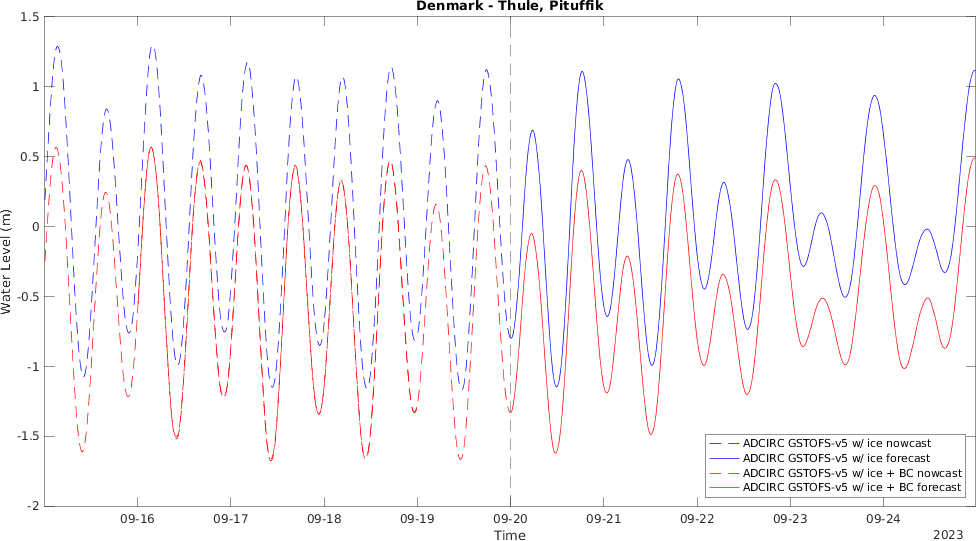 Denmark - Thule, Pituffik
1.5
1
0.5
0
-0.5
-1
-1.5
-2
Water Level (m)
ADCIRC GSTOFS-v5 w/ ice nowcast
ADCIRC GSTOFS-v5 w/ ice forecast
ADCIRC GSTOFS-v5 w/ ice + BC nowcast
ADCIRC GSTOFS-v5 w/ ice + BC forecast
09-16 09-17 09-18 09-19 09-20 09-21 09-22 09-23 09-24
Time
2023